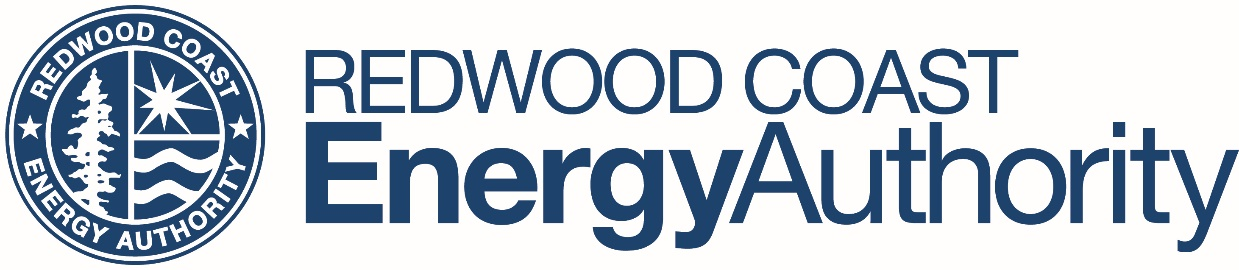 REDWOOD COAST
ENERGY AUTHORITY
REDWOOD COAST
EnergyAuthority